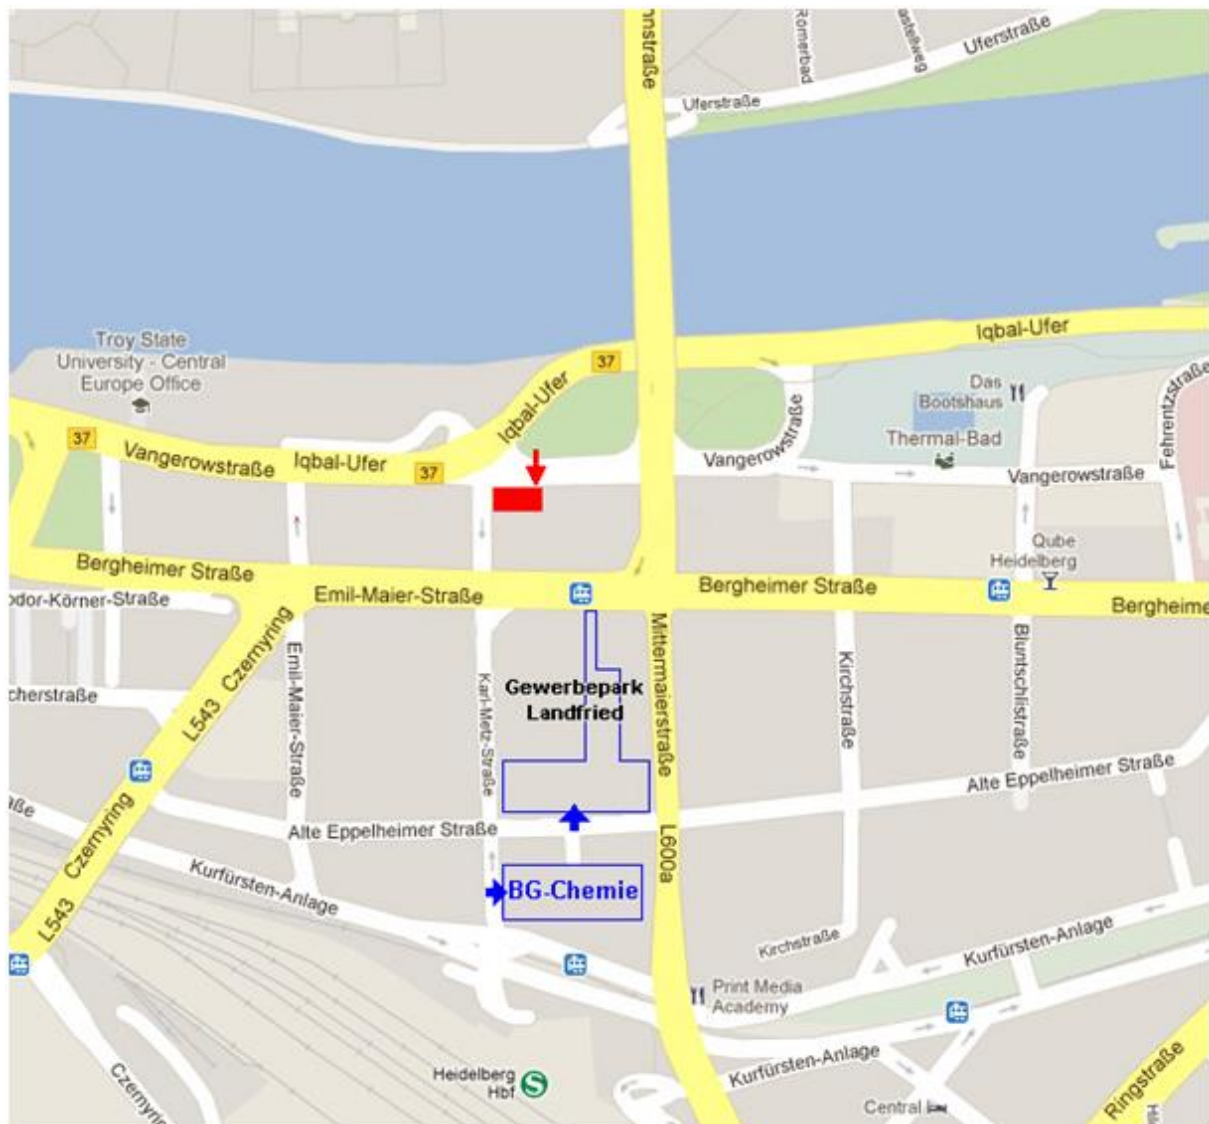 onstraße
Römerbad
astellweg
Uferstraße
Uferstraße
Iqbal-Ufer
Troy State
University - Central
Europe Office
37
Iqbal-Ufer
Das
Bootshaus
Thermal-Bad
Fehrentzstraße
37
Vangerowstraße
Iqbal-Ufer
37
Vangerowstraße
Vangerowstraße
Qube
Heidelberg
Bergheimer Straße
Emil-Maier-Straße
Bergheimer Straße
Bergheime
odor-Körner-Straße
Czernyring
L543
Emil-Maier-Straße
Karl-Metz-Straße
Gewerbepark
Landfried
Mittermaierstraße
Kirchstraße
Bluntschlistraße
cherstraße
Alte Eppelheimer Straße
aße
Czernyring
Alte Eppelheimer Straße
L600a
Kurfürsten-Anlage
BG-Chemie
L543
Kirchstraße
Kurfürsten-Anlage
Print Media
Academy
Heidelberg
Hbf
S
Kurfürsten-Anlage
Czernyrin
Central
Ringstraße